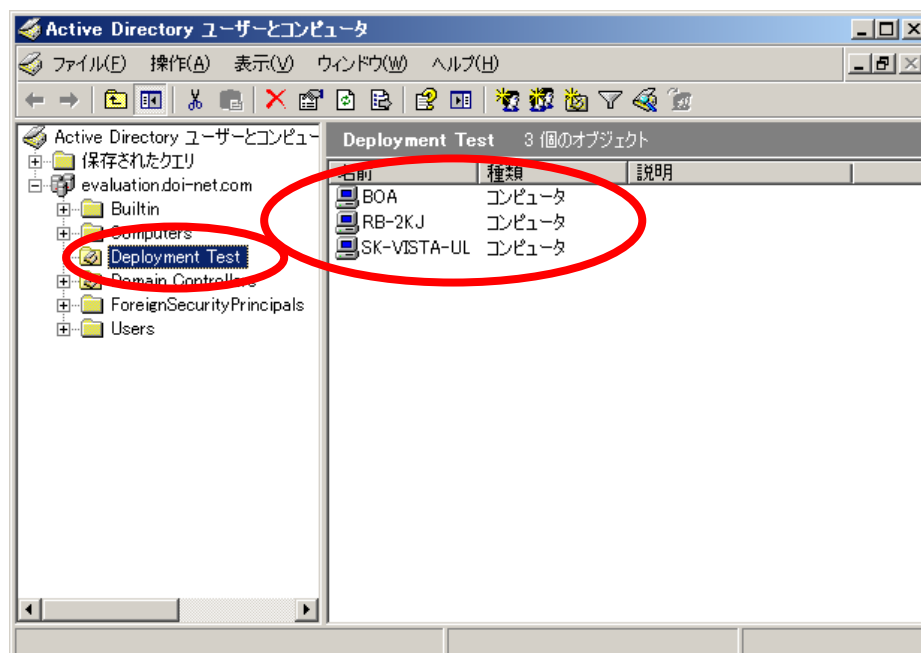 Active Directory ユーザーとコンピュータ
ファイル(F) 操作(A) 表示(V) ウィンドウ(W) ヘルプ(H)
Active Directory ユーザーとコンピュー
保存されたクエリ
evaluation.doi-net.com
Builtin
Computers
Deployment Test
Domain Controllers
ForeignSecurityPrincipals
Users
Deployment Test 3 個のオブジェクト
名前 種類 説明
BOA コンピュータ
RB-2KJ コンピュータ
SK-VISTA-UL コンピュータ